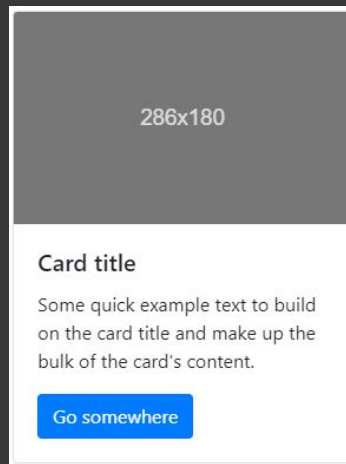 286x180
Card title
Some quick example text to build
on the card title and make up the
bulk of the card's content.
Go somewhere